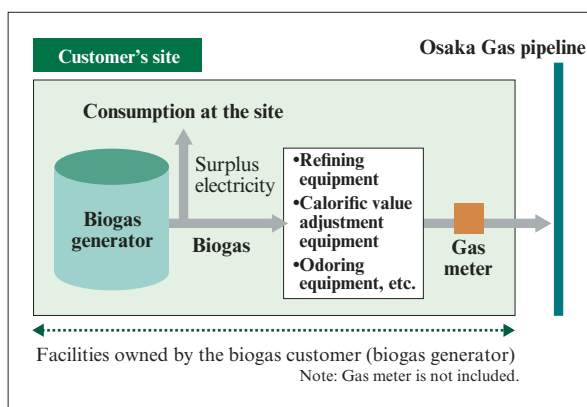 Osaka Gas pipeline
Customer's site
Consumption at the site
Surplus
electricity
Biogas
generator
Biogas
•Refining
equipment
•Calorific value
adjustment
equipment
•Odoring
equipment, etc.
Gas
meter
Facilities owned by the biogas customer (biogas generator)
Note: Gas meter is not included.